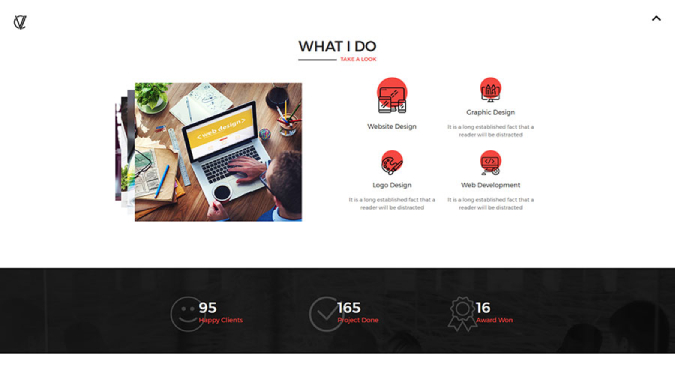 WHAT I DO
TAKE A LOOK
<web design>
Website Design
Graphic Design
It is a long established fact that a
reader will be distracted
Logo Design
It is a long established fact that a
reader will be distracted
Web Development
It is a long established fact that a
reader will be distracted
95
Happy Clients
165
Project Done
16
Award Won